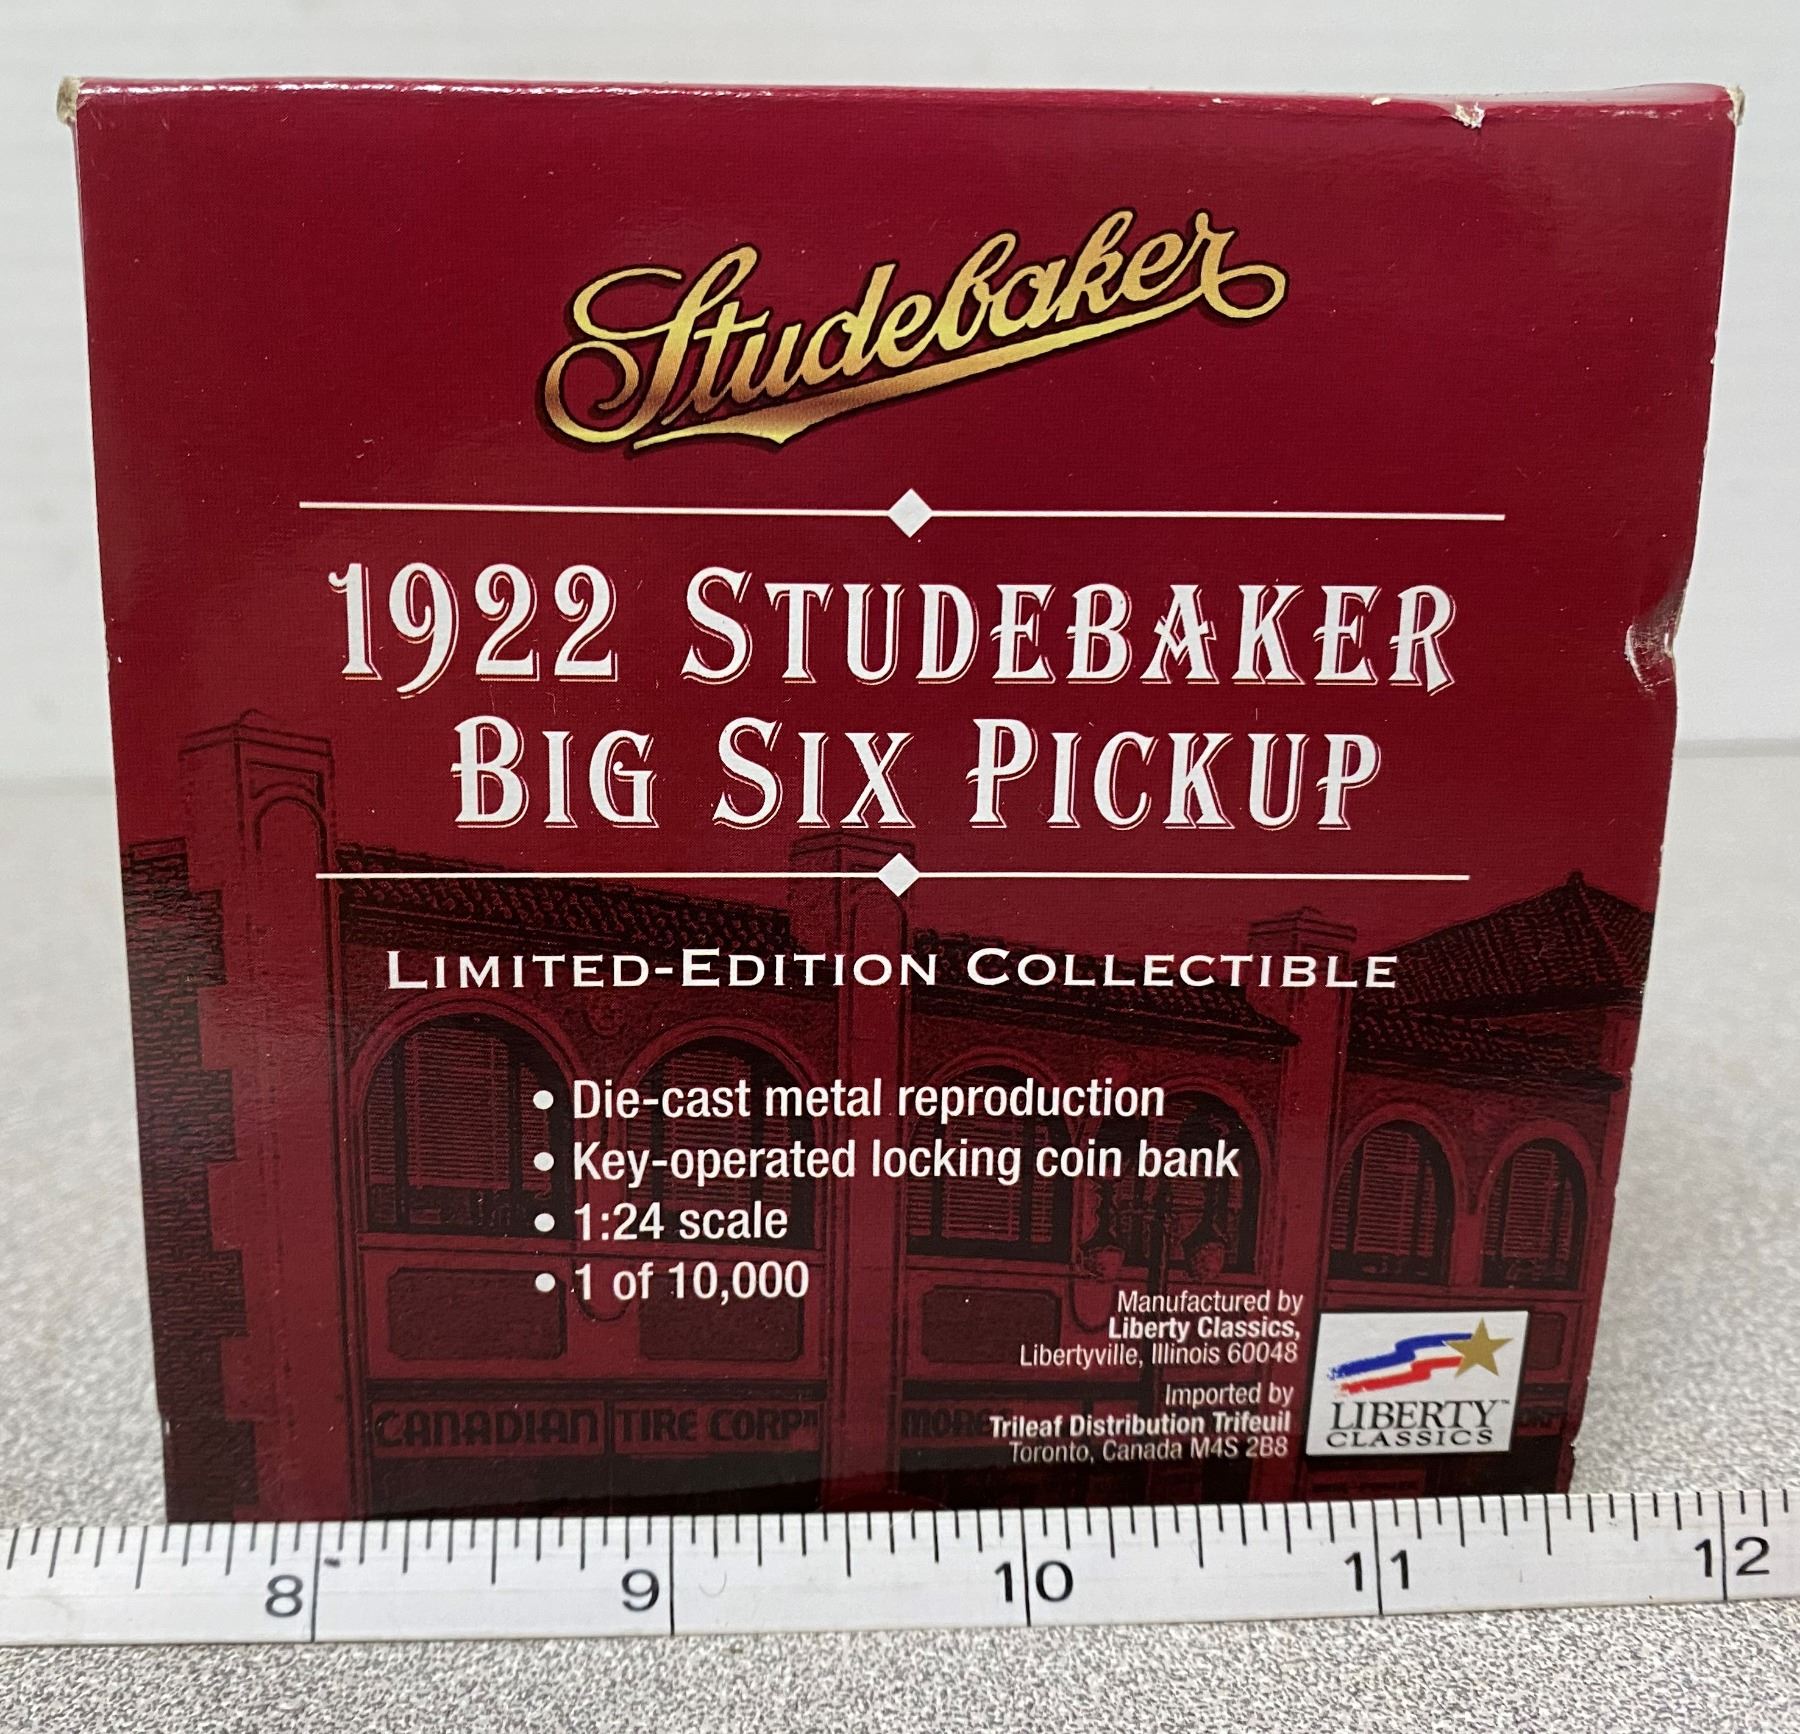 Studebaker
1922 STUDEBAKER
BIG SIX PICKUP
LIMITED-EDITION COLLECTIBLE
• Die-cast metal reproduction
• Key-operated locking coin bank
• 1:24 scale
• 1 of 10,000
Manufactured by
Liberty Classics,
Libertyville, Illinois 60048
Imported by
Trileaf Distribution Trifeuil
Toronto, Canada M4S 2B8
LIBERTY™
CLASSICS
CANADIAN TIRE CORPN
8 9 10 11 12